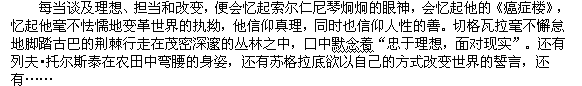 每当谈及理想、担当和改变，便会忆起索尔仁尼琴炯炯的眼神，会忆起他的《癌症楼》，
忆起他毫不怯懦地变革世界的执拗，他信仰真理，同时也信仰人性的善。切格瓦拉毫不懈怠
地脚踏古巴的荆棘行走在茂密深邃的丛林之中，口中默念着“忠于理想，面对现实”。还有
列夫·托尔斯泰在农田中弯腰的身姿，还有苏格拉底欲以自己的方式改变世界的誓言，还
有……